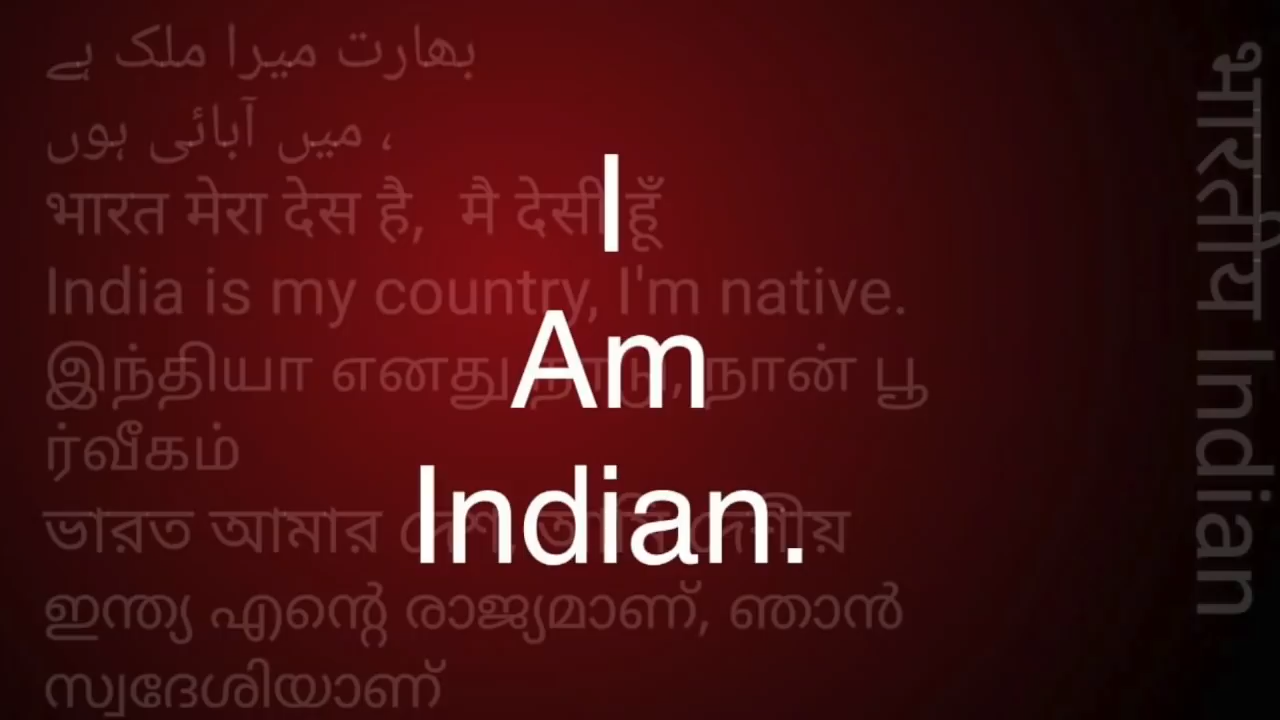 بھارت میرا ملک ہے
، میں آبائی ہوں
भारत मेरा देस है, मै देसी हूँ
India is my country, I'm native.
இந்தியா எனது நாடு, நான் பூ
ர்வீகம்
ভারত আমার দেশ, আমি দেশীয়
ഇന്ത്യ എന്റെ രാജ്യമാണ്, ഞാൻ
സ്വദേശിയാണ്
I
Am
Indian.
भारतीय Indian